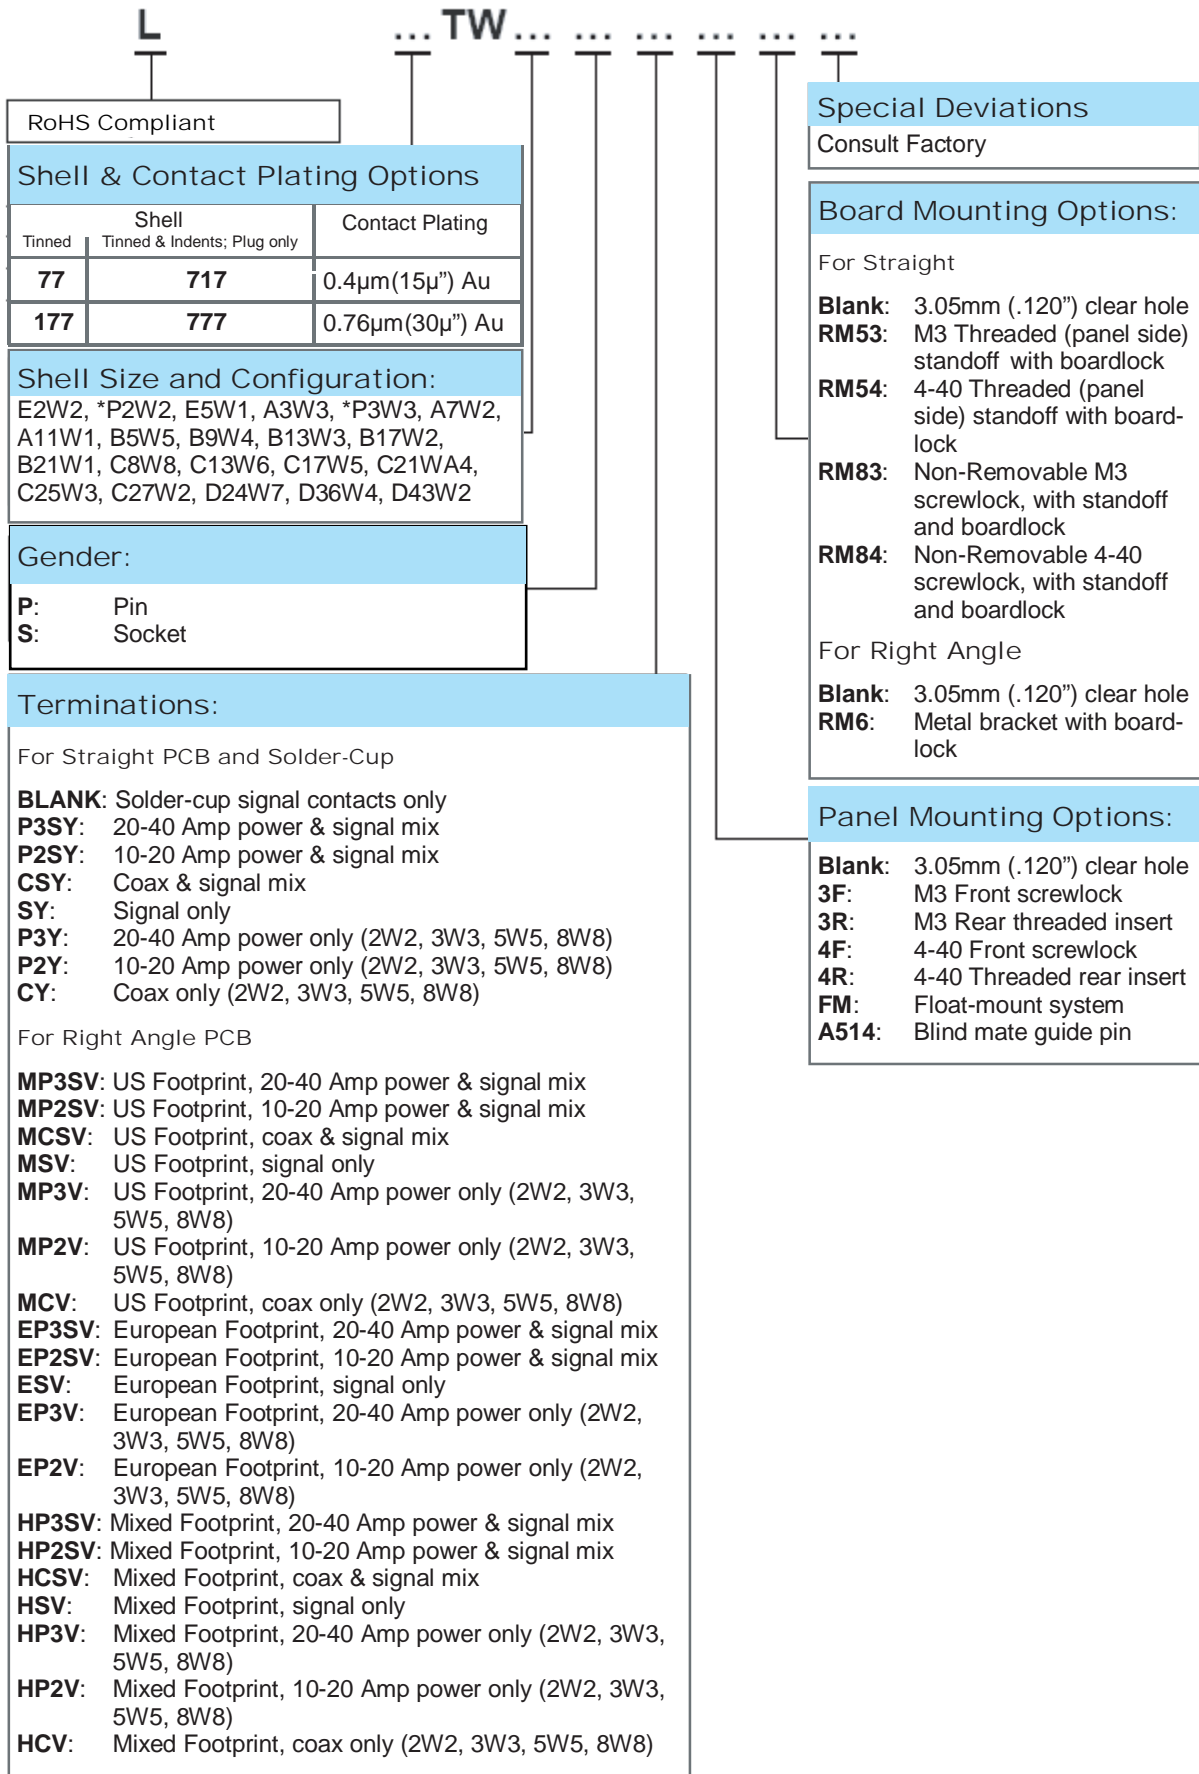 L ... TW ... ... ... ... ... ...
RoHS Compliant
Shell & Contact Plating Options
Shell
Tinned
Tinned & Indents; Plug only
Contact Plating
77 717 0.4µm(15µ”) Au
177 777 0.76µm(30µ”) Au
Shell Size and Configuration:
E2W2, *P2W2, E5W1, A3W3, *P3W3, A7W2,
A11W1, B5W5, B9W4, B13W3, B17W2,
B21W1, C8W8, C13W6, C17W5, C21WA4,
C25W3, C27W2, D24W7, D36W4, D43W2
Gender:
P: Pin
S: Socket
Terminations:
For Straight PCB and Solder-Cup
BLANK: Solder-cup signal contacts only
P3SY: 20-40 Amp power & signal mix
P2SY: 10-20 Amp power & signal mix
CSY: Coax & signal mix
SY: Signal only
P3Y: 20-40 Amp power only (2W2, 3W3, 5W5, 8W8)
P2Y: 10-20 Amp power only (2W2, 3W3, 5W5, 8W8)
CY: Coax only (2W2, 3W3, 5W5, 8W8)
For Right Angle PCB
MP3SV: US Footprint, 20-40 Amp power & signal mix
MP2SV: US Footprint, 10-20 Amp power & signal mix
MCSV: US Footprint, coax & signal mix
MSV: US Footprint, signal only
MP3V: US Footprint, 20-40 Amp power only (2W2, 3W3,
5W5, 8W8)
MP2V: US Footprint, 10-20 Amp power only (2W2, 3W3,
5W5, 8W8)
MCV: US Footprint, coax only (2W2, 3W3, 5W5, 8W8)
EP3SV: European Footprint, 20-40 Amp power & signal mix
EP2SV: European Footprint, 10-20 Amp power & signal mix
ESV: European Footprint, signal only
EP3V: European Footprint, 20-40 Amp power only (2W2,
3W3, 5W5, 8W8)
EP2V: European Footprint, 10-20 Amp power only (2W2,
3W3, 5W5, 8W8)
HP3SV: Mixed Footprint, 20-40 Amp power & signal mix
HP2SV: Mixed Footprint, 10-20 Amp power & signal mix
HCSV: Mixed Footprint, coax & signal mix
HSV: Mixed Footprint, signal only
HP3V: Mixed Footprint, 20-40 Amp power only (2W2, 3W3,
5W5, 8W8)
HP2V: Mixed Footprint, 10-20 Amp power only (2W2, 3W3,
5W5, 8W8)
HCV: Mixed Footprint, coax only (2W2, 3W3, 5W5, 8W8)
Special Deviations
Consult Factory
Board Mounting Options:
For Straight
Blank: 3.05mm (.120”) clear hole
RM53: M3 Threaded (panel side)
standoff with boardlock
RM54: 4-40 Threaded (panel
side) standoff with board-
lock
RM83: Non-Removable M3
screwlock, with standoff
and boardlock
RM84: Non-Removable 4-40
screwlock, with standoff
and boardlock
For Right Angle
Blank: 3.05mm (.120”) clear hole
RM6: Metal bracket with board-
lock
Panel Mounting Options:
Blank: 3.05mm (.120”) clear hole
3F: M3 Front screwlock
3R: M3 Rear threaded insert
4F: 4-40 Front screwlock
4R: 4-40 Threaded rear insert
FM: Float-mount system
A514: Blind mate guide pin